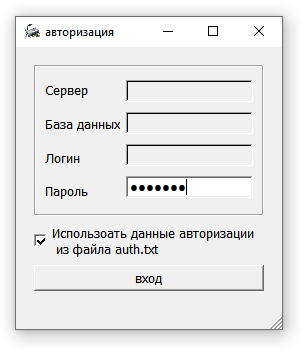 авторизация
Сервер
База данных
Логин
Пароль
●●●●●●●
Использоать данные авторизации
из файла auth.txt
вход